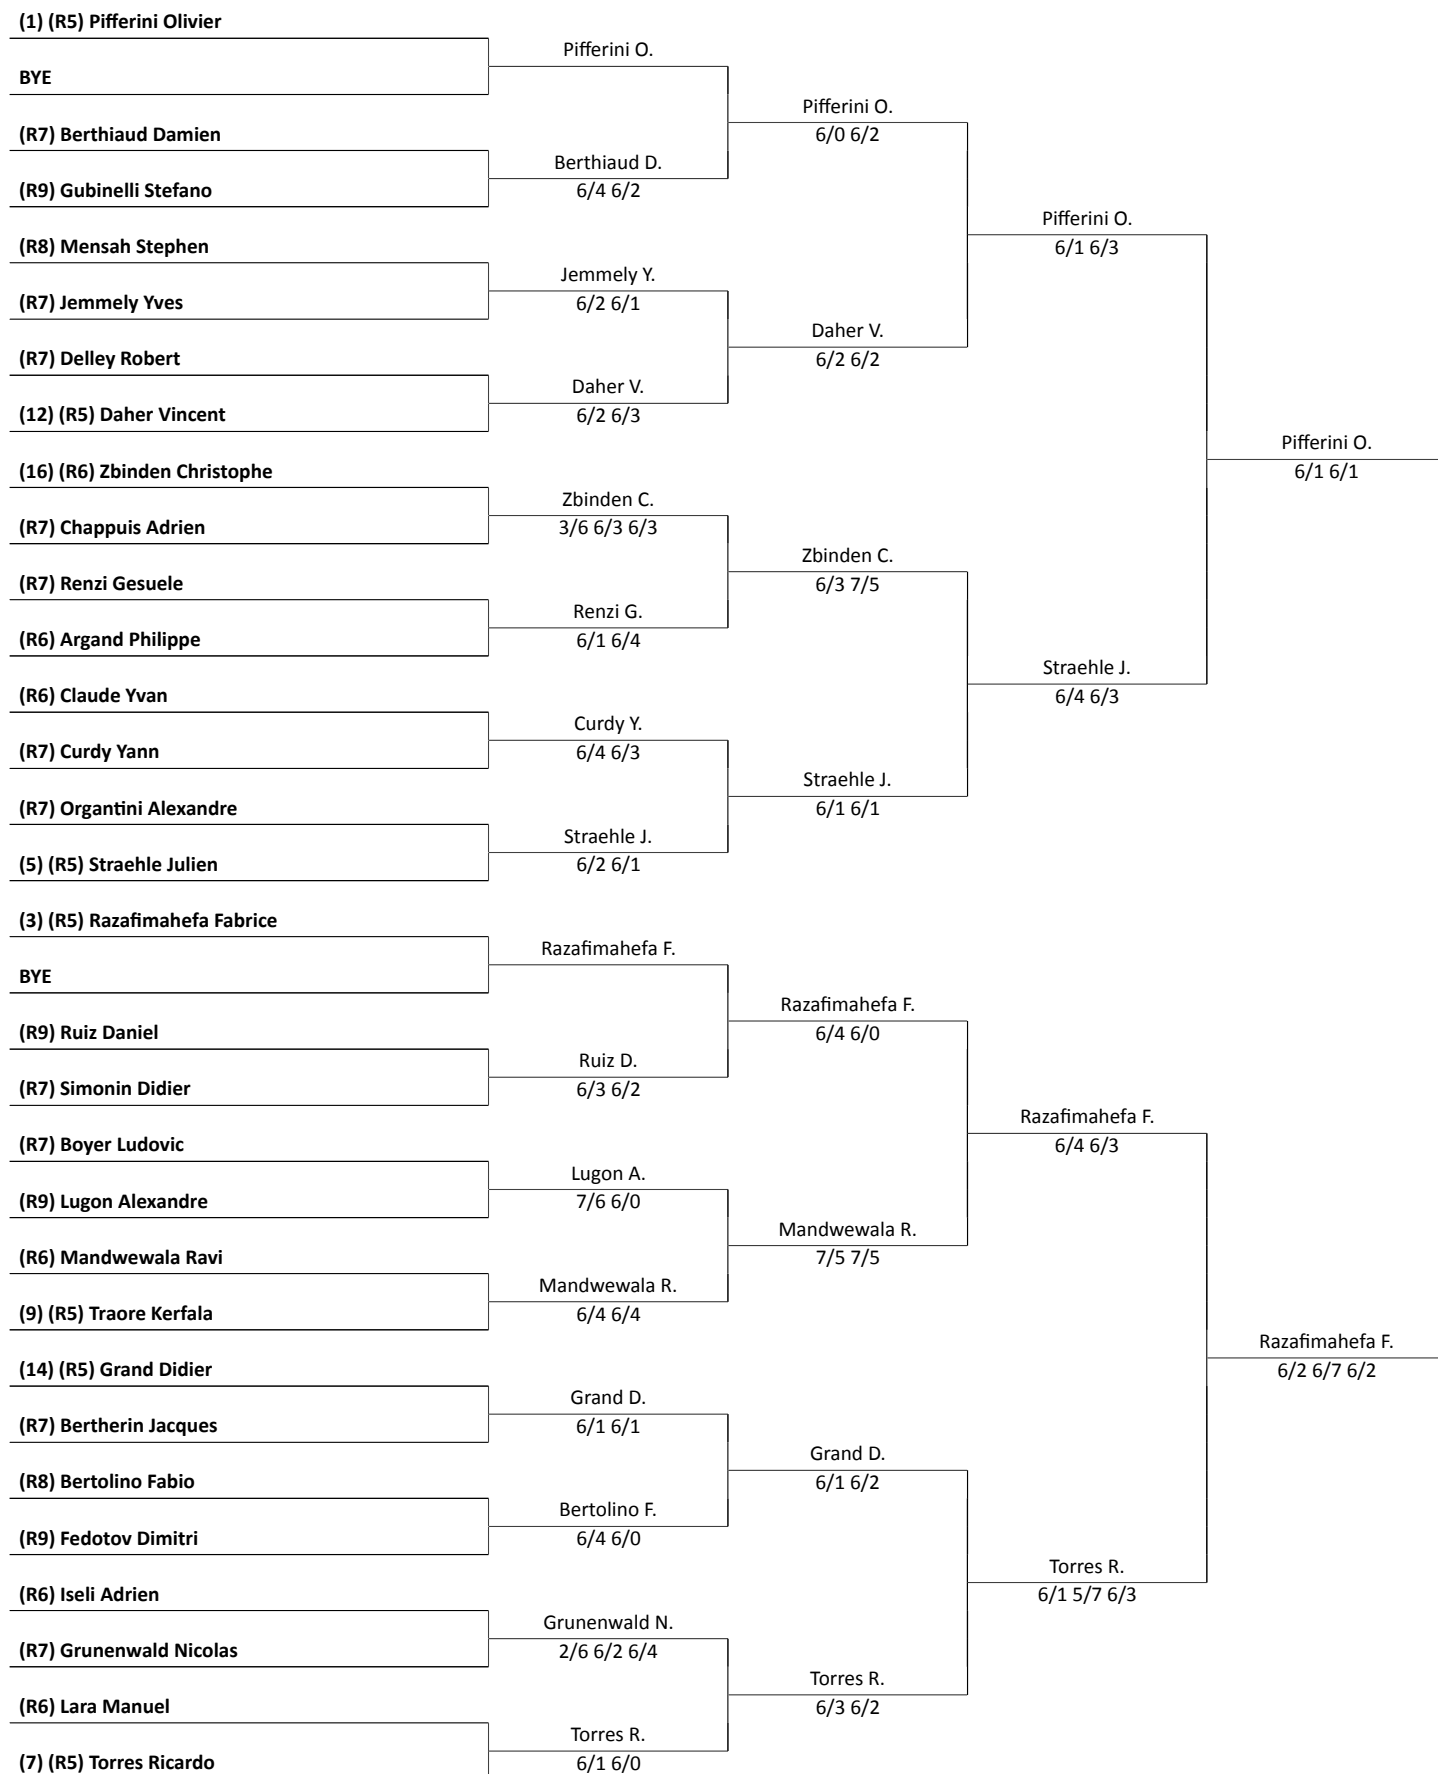 (1) (R5) Pifferini Olivier
Pifferini O.
BYE
Pifferini O.
6/0 6/2
(R7) Berthiaud Damien
Berthiaud D.
6/4 6/2
(R9) Gubinelli Stefano
Pifferini O.
6/1 6/3
(R8) Mensah Stephen
Jemmely Y.
6/2 6/1
(R7) Jemmely Yves
Daher V.
6/2 6/2
(R7) Delley Robert
Daher V.
6/2 6/3
(12) (R5) Daher Vincent
Pifferini O.
6/1 6/1
(16) (R6) Zbinden Christophe
Zbinden C.
3/6 6/3 6/3
(R7) Chappuis Adrien
Zbinden C.
6/3 7/5
(R7) Renzi Gesuele
Renzi G.
6/1 6/4
(R6) Argand Philippe
Straehle J.
6/4 6/3
(R6) Claude Yvan
Curdy Y.
6/4 6/3
(R7) Curdy Yann
Straehle J.
6/1 6/1
(R7) Organtini Alexandre
Straehle J.
6/2 6/1
(5) (R5) Straehle Julien
(3) (R5) Razafimahefa Fabrice
Razafimahefa F.
BYE
Razafimahefa F.
6/4 6/0
(R9) Ruiz Daniel
Ruiz D.
6/3 6/2
(R7) Simonin Didier
Razafimahefa F.
6/4 6/3
(R7) Boyer Ludovic
Lugon A.
7/6 6/0
(R9) Lugon Alexandre
Mandwewala R.
7/5 7/5
(R6) Mandwewala Ravi
Mandwewala R.
6/4 6/4
(9) (R5) Traore Kerfala
Razafimahefa F.
6/2 6/7 6/2
(14) (R5) Grand Didier
Grand D.
6/1 6/1
(R7) Bertherin Jacques
Grand D.
6/1 6/2
(R8) Bertolino Fabio
Bertolino F.
6/4 6/0
(R9) Fedotov Dimitri
Torres R.
6/1 5/7 6/3
(R6) Iseli Adrien
Grunenwald N.
2/6 6/2 6/4
(R7) Grunenwald Nicolas
Torres R.
6/3 6/2
(R6) Lara Manuel
Torres R.
6/1 6/0
(7) (R5) Torres Ricardo